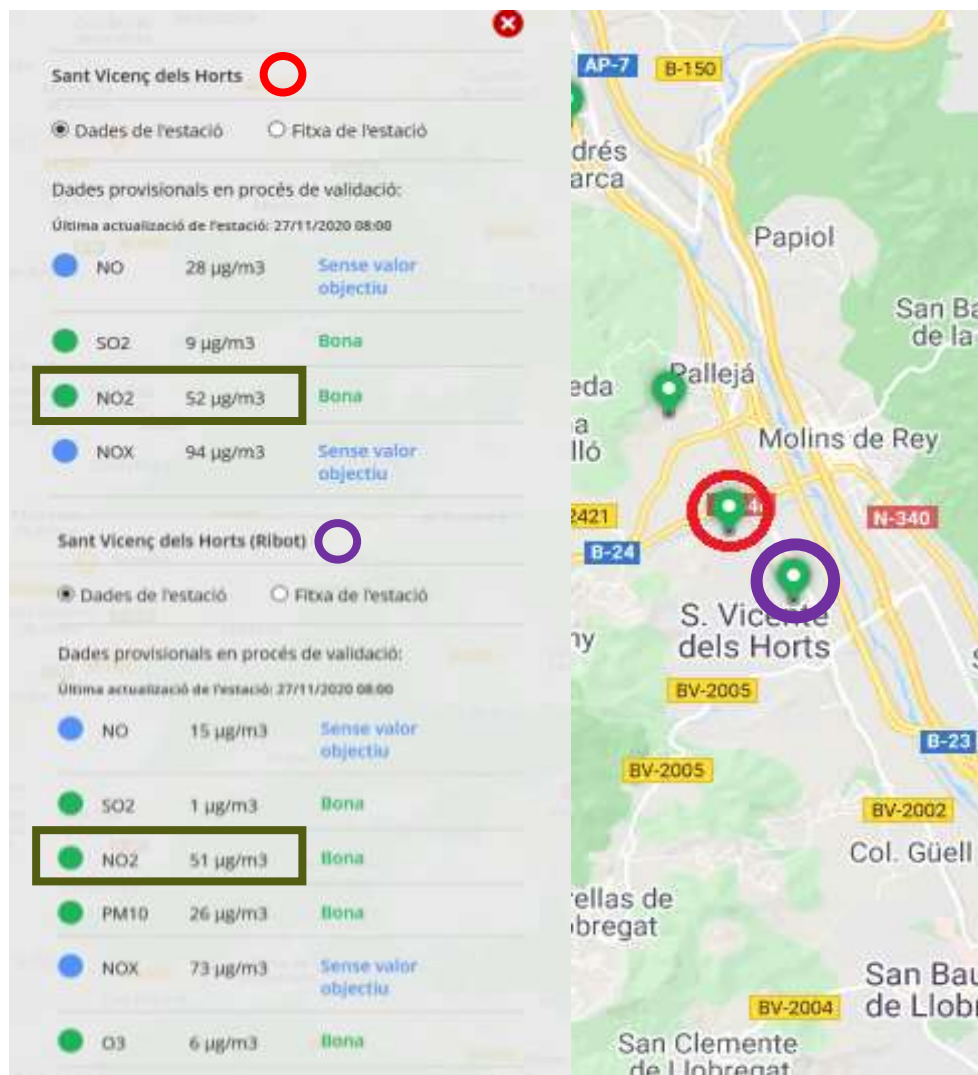 Sant Vicenç dels Horts
Dades de l'estació Fitxa de l'estació
Dades provisionals en procés de validació:
Última actualizació de l'estació: 27/11/2020 08:00
NO 28 µg/m3 Sense valor
objectiu
SO2 9 µg/m3 Bona
NO2 52 µg/m3 Bona
NOX 94 µg/m3 Sense valor
objectiu
Sant Vicenç dels Horts (Ribot)
Dades de l'estació Fitxa de l'estació
Dades provisionals en procés de validació:
Última actualizació de l'estació: 27/11/2020 08:00
NO 15 µg/m3 Sense valor
objectiu
SO2 1 µg/m3 Bona
NO2 51 µg/m3 Bona
PM10 26 µg/m3 Bona
NOX 73 µg/m3 Sense valor
objectiu
O3 6 µg/m3 Bona
AP-7 B-150
drés
arca
Papiol
San Ba
de la
Pallejá
eda
a
lló
Molins de Rey
2421
N-340
B-24
S. Vicente
dels Horts
ny
BV-2005
B-23
BV-2005
BV-2002
Col. Güell
ellas de
bregat
San Bau
de Llobr
BV-2004
San Clemente
de Llobregat